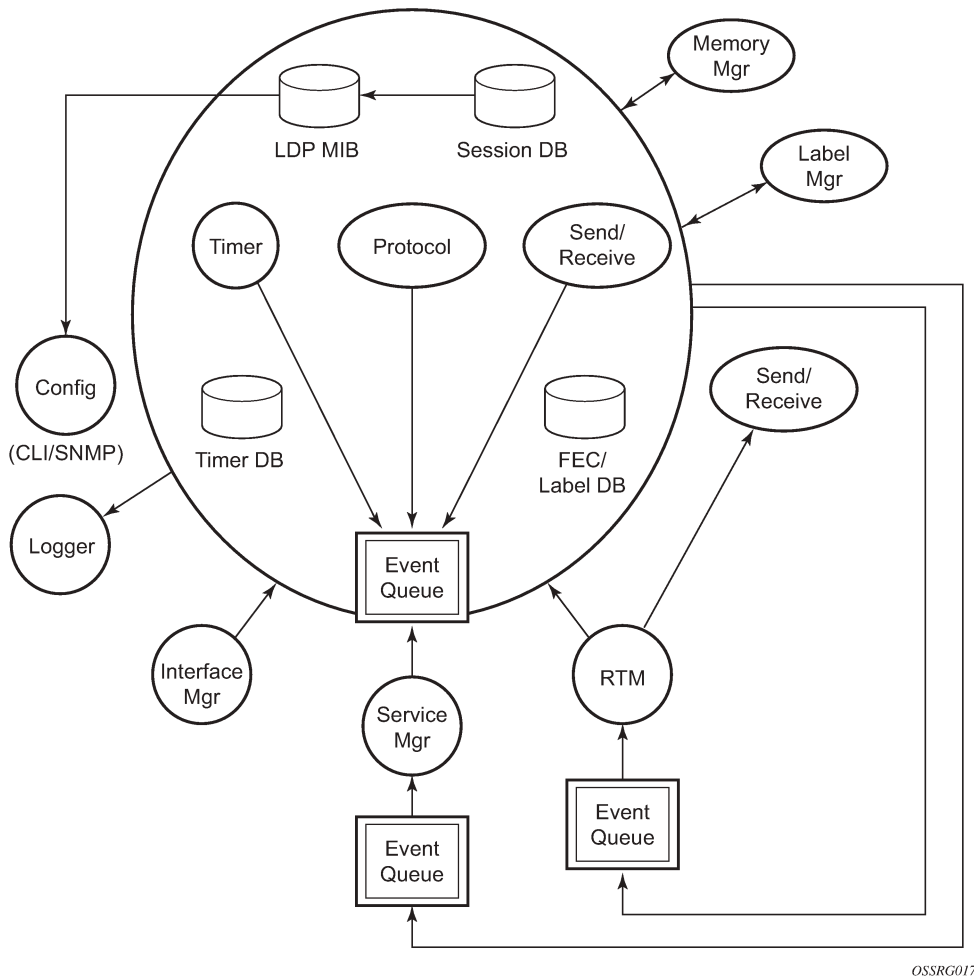 Memory
Mgr
LDP MIB
Session DB
Label
Mgr
Timer
Protocol
Send/
Receive
Config
(CLI/SNMP)
Timer DB
FEC/
Label DB
Send/
Receive
Logger
Event
Queue
Interface
Mgr
Service
Mgr
RTM
Event
Queue
Event
Queue
OSSRG017